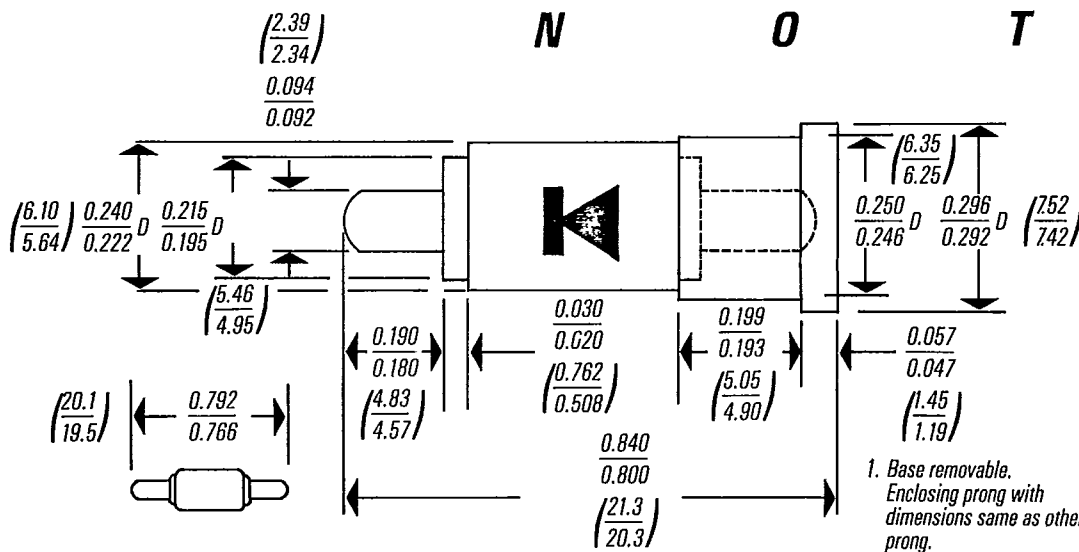 N O T
(2.39/2.34)
0.094/0.092
(6.10/5.64) 0.240/0.222 D 0.215/0.195 D
(5.46/4.95)
(6.35/6.25)
0.250/0.246 D 0.296/0.292 D (7.52/7.42)
0.190/0.180
(4.83/4.57)
0.030/0.020
(0.762/0.508)
0.199/0.193
(5.05/4.90)
0.057/0.047
(1.45/1.19)
(20.1/19.5) 0.792/0.766
0.840/0.800
(21.3/20.3)
1. Base removable.
Enclosing prong with
dimensions same as other
prong.